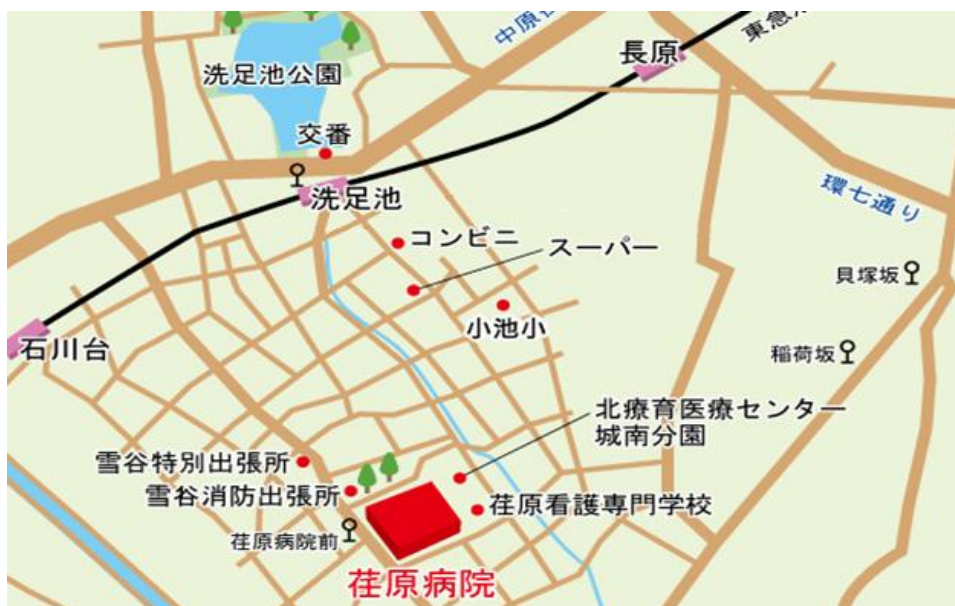 中原街
東急池
長原
洗足池公園
交番
洗足池
環七通り
コンビニ
スーパー
貝塚坂
小池小
石川台
稲荷坂
北療育医療センター
城南分園
雪谷特別出張所
雪谷消防出張所
荏原看護専門学校
荏原病院前
荏原病院